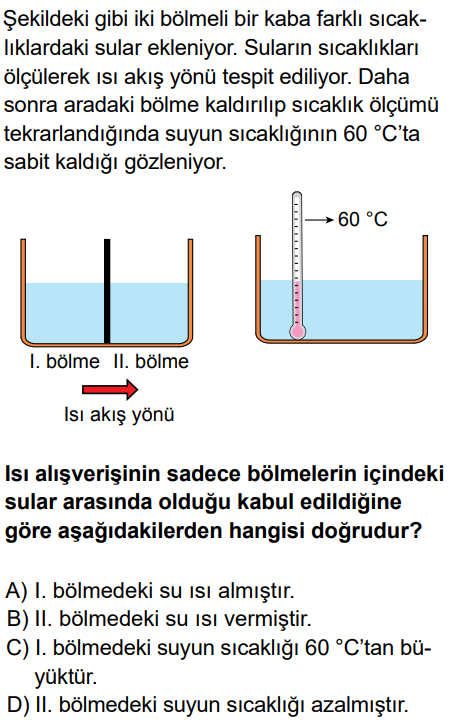 Şekildeki gibi iki bölmeli bir kaba farklı sıcak-
lıklardaki sular ekleniyor. Suların sıcaklıkları
ölçülerek ısı akış yönü tespit ediliyor. Daha
sonra aradaki bölme kaldırılıp sıcaklık ölçümü
tekrarlandığında suyun sıcaklığının 60 °C’ta
sabit kaldığı gözleniyor.
60 °C
I. bölme II. bölme
Isı akış yönü
Isı alışverişinin sadece bölmelerin içindeki
sular arasında olduğu kabul edildiğine
göre aşağıdakilerden hangisi doğrudur?
A) I. bölmedeki su ısı almıştır.
B) II. bölmedeki su ısı vermiştir.
C) I. bölmedeki suyun sıcaklığı 60 °C’tan bü-
yüktür.
D) II. bölmedeki suyun sıcaklığı azalmıştır.